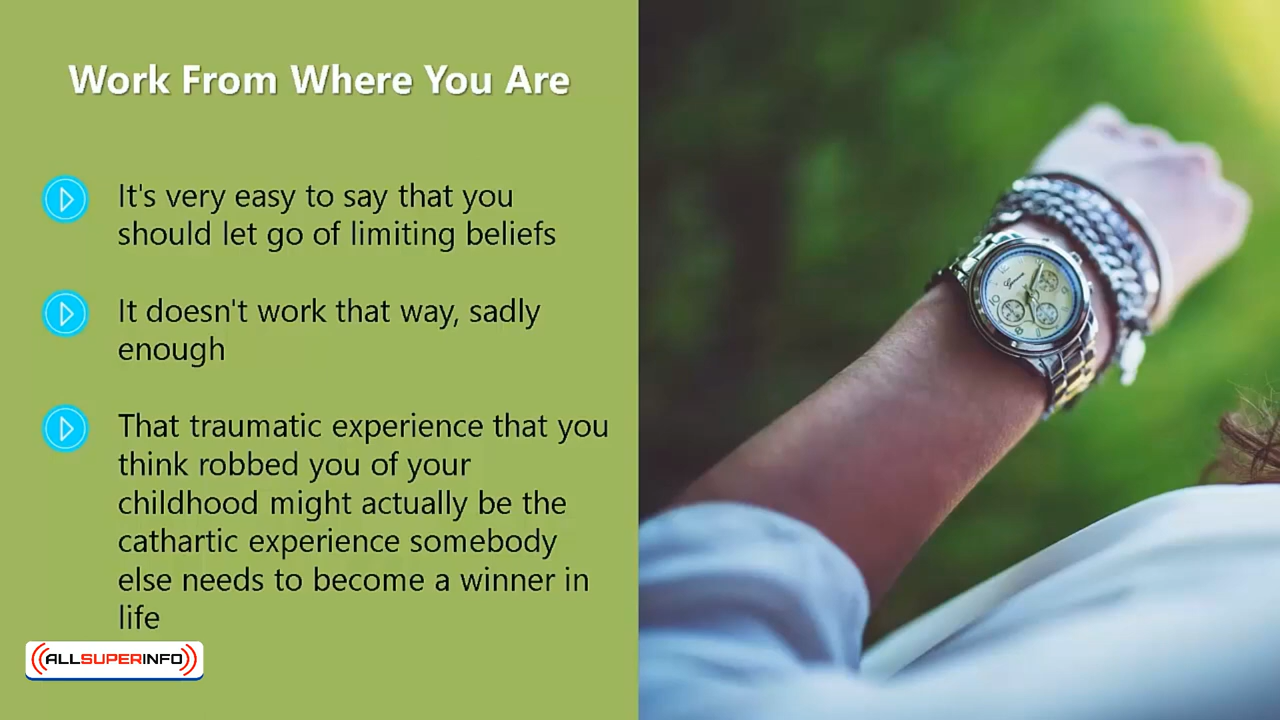 Work From Where You Are
It's very easy to say that you
should let go of limiting beliefs
It doesn't work that way, sadly
enough
That traumatic experience that you
think robbed you of your
childhood might actually be the
cathartic experience somebody
else needs to become a winner in
life
ALLSUPERINFO
Geneva